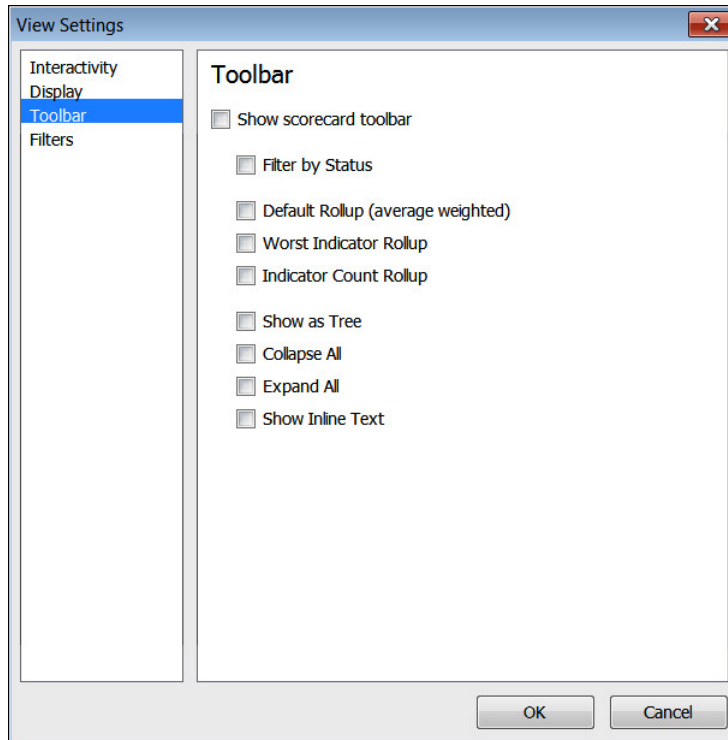 View Settings
Interactivity
Display
Toolbar
Filters
Toolbar
Show scorecard toolbar
Filter by Status
Default Rollup (average weighted)
Worst Indicator Rollup
Indicator Count Rollup
Show as Tree
Collapse All
Expand All
Show Inline Text
OK
Cancel